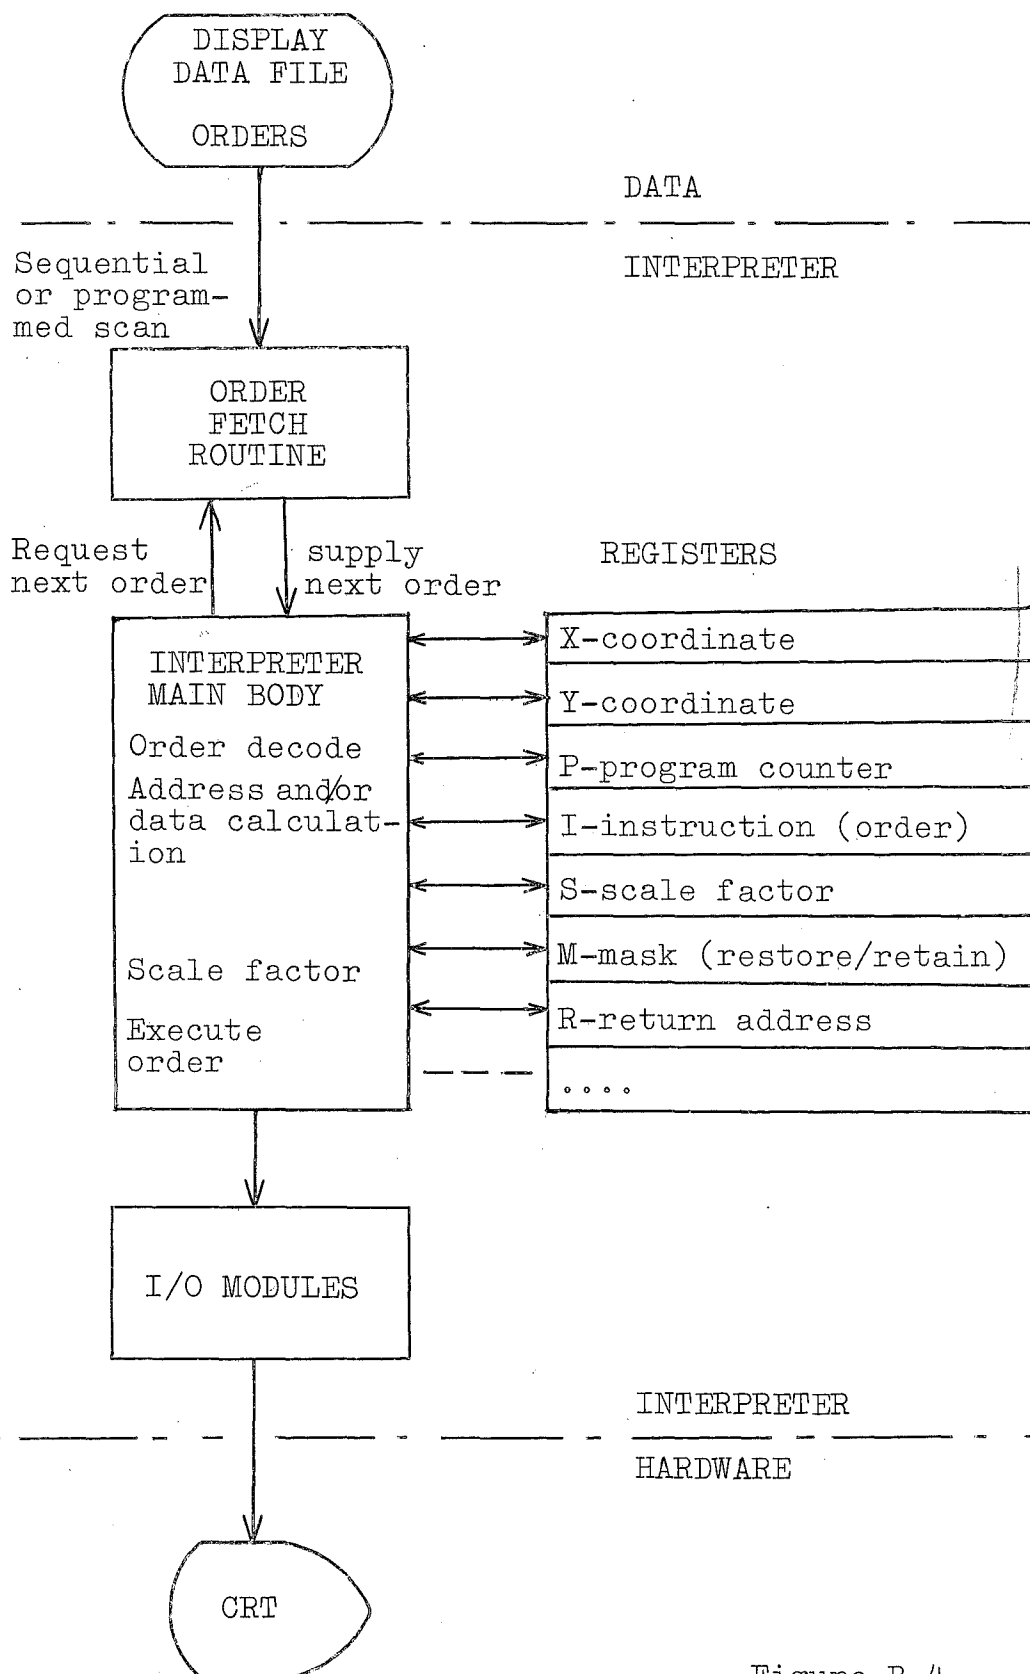 DISPLAY
DATA FILE
ORDERS
DATA
INTERPRETER
Sequential
or program-
med scan
ORDER
FETCH
ROUTINE
Request
next order
supply
next order
REGISTERS
INTERPRETER
MAIN BODY
Order decode
Address and/or
data calculat-
ion
Scale factor
Execute
order
X-coordinate
Y-coordinate
P-program counter
I-instruction (order)
S-scale factor
M-mask (restore/retain)
R-return address
....
I/O MODULES
INTERPRETER
HARDWARE
CRT
Figure B.4